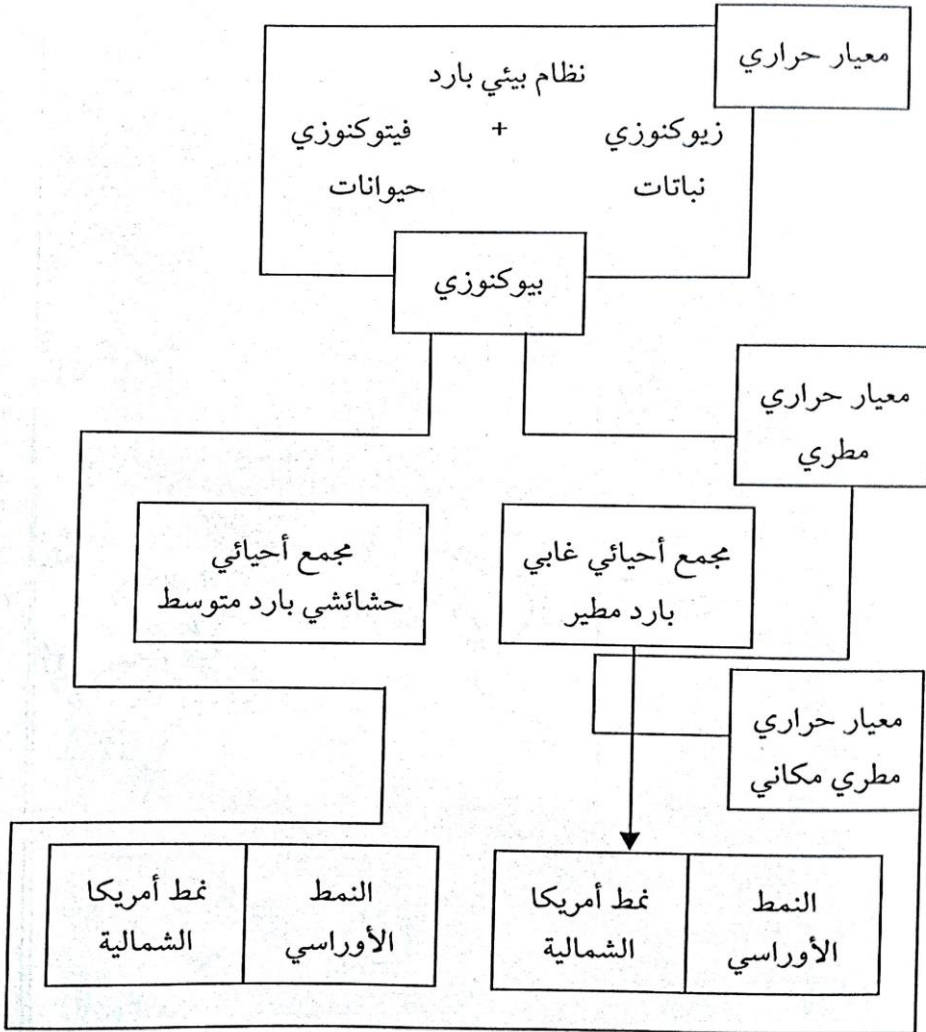 معيار حراري
نظام بيئي بارد
زيوكنوزي + فيتوكنوزي
نباتات حيوانات
بيوكنوزي
معيار حراري
مطري
مجمع أحيائي غابي
بارد مطير
مجمع أحيائي
حشائشي بارد متوسط
معيار حراري
مطري مكاني
النمط
الأوراسي
نمط أمريكا
الشمالية
النمط
الأوراسي
نمط أمريكا
الشمالية